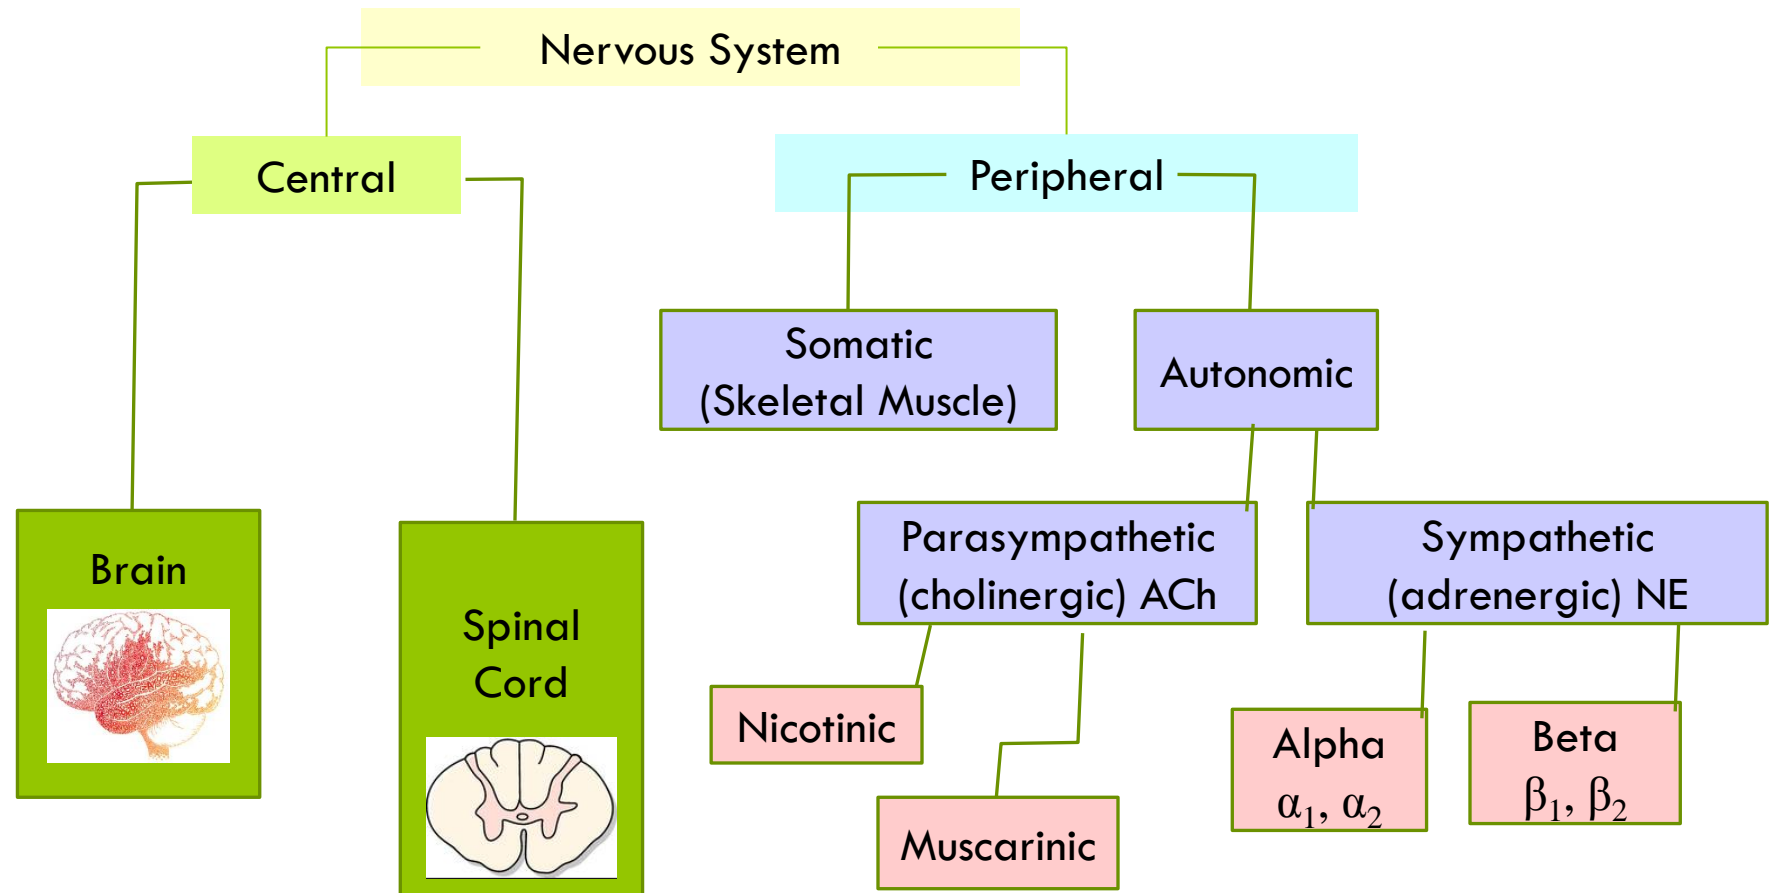 Nervous System
Central
Peripheral
Somatic
(Skeletal Muscle)
Autonomic
Brain
Spinal
Cord
Parasympathetic
(cholinergic) ACh
Sympathetic
(adrenergic) NE
Nicotinic
Muscarinic
Alpha
α₁, α₂
Beta
β₁, β₂